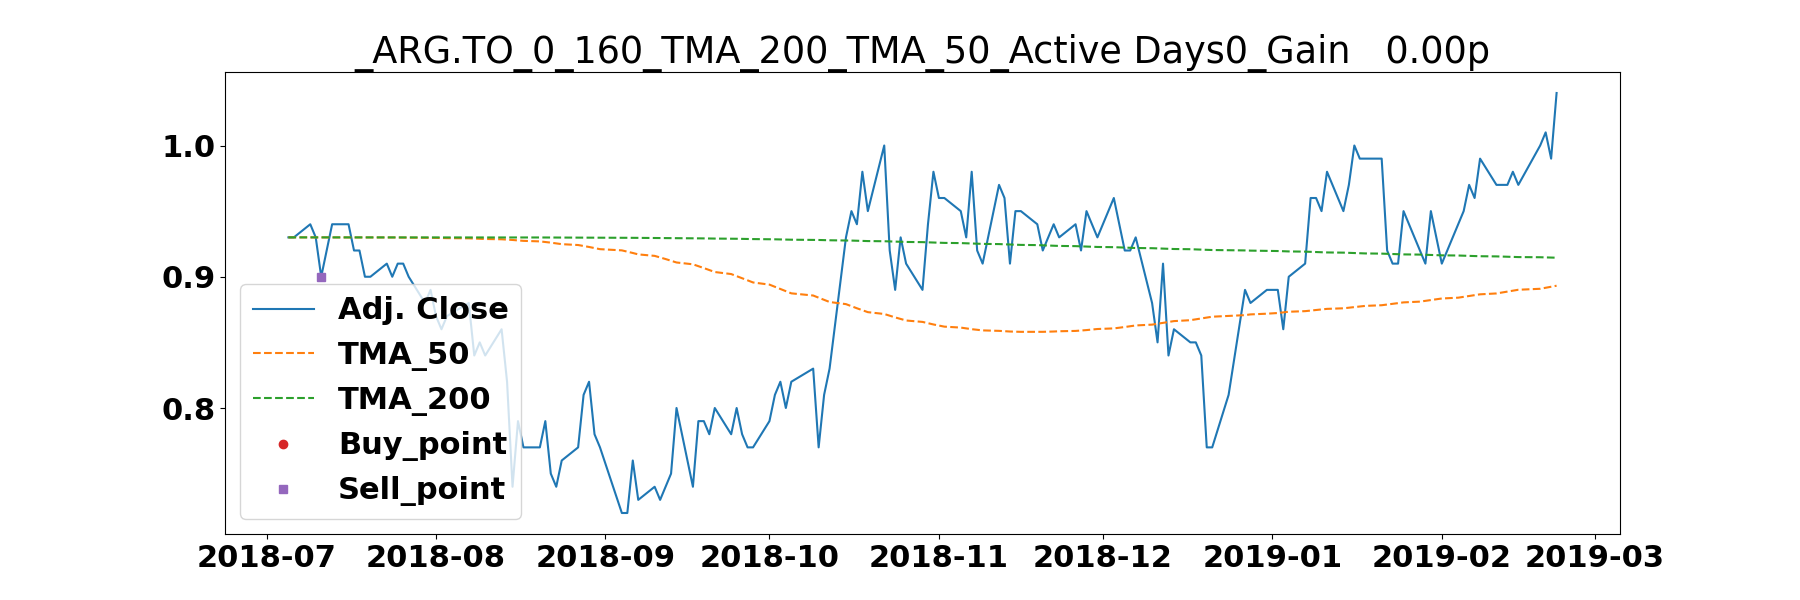 _ARG.TO_0_160_TMA_200_TMA_50_Active Days0_Gain   0.00p
1.0
0.9
0.8
Adj. Close
TMA_50
TMA_200
Buy_point
Sell_point
2018-07 2018-08 2018-09 2018-10 2018-11 2018-12 2019-01 2019-02 2019-03